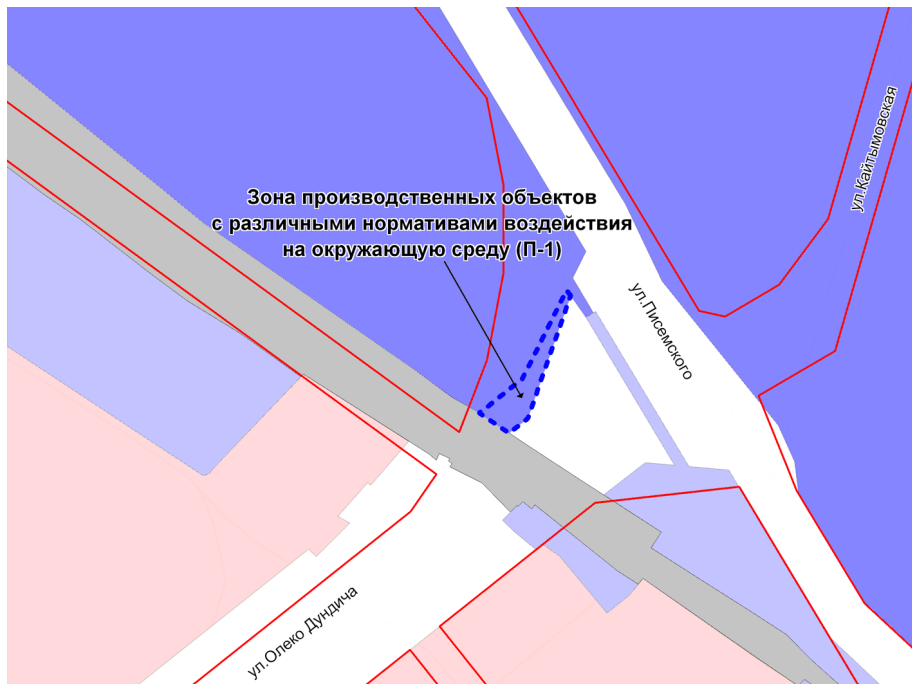 ул.Кайтымовская
Зона производственных объектов
с различными нормативами воздействия
на окружающую среду (П-1)
ул.Писемского
ул.Олеко Дундича